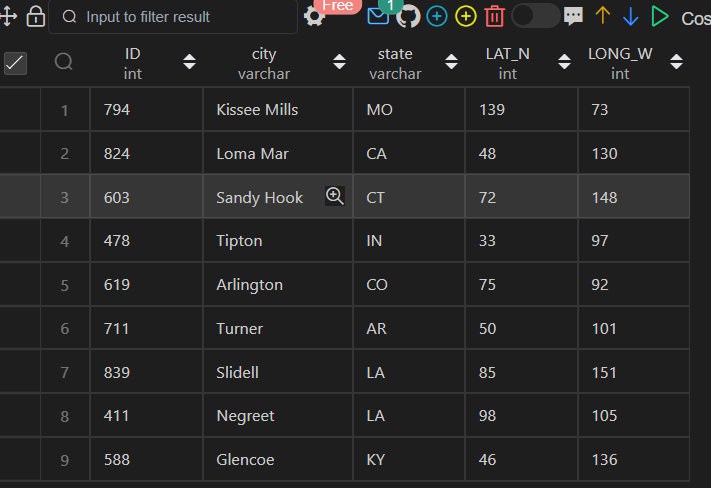 Input to filter result Free 1 Cos
ID city state LAT_N LONG_W
int varchar varchar int int
1 794 Kissee Mills MO 139 73
2 824 Loma Mar CA 48 130
3 603 Sandy Hook CT 72 148
4 478 Tipton IN 33 97
5 619 Arlington CO 75 92
6 711 Turner AR 50 101
7 839 Slidell LA 85 151
8 411 Negreet LA 98 105
9 588 Glencoe KY 46 136